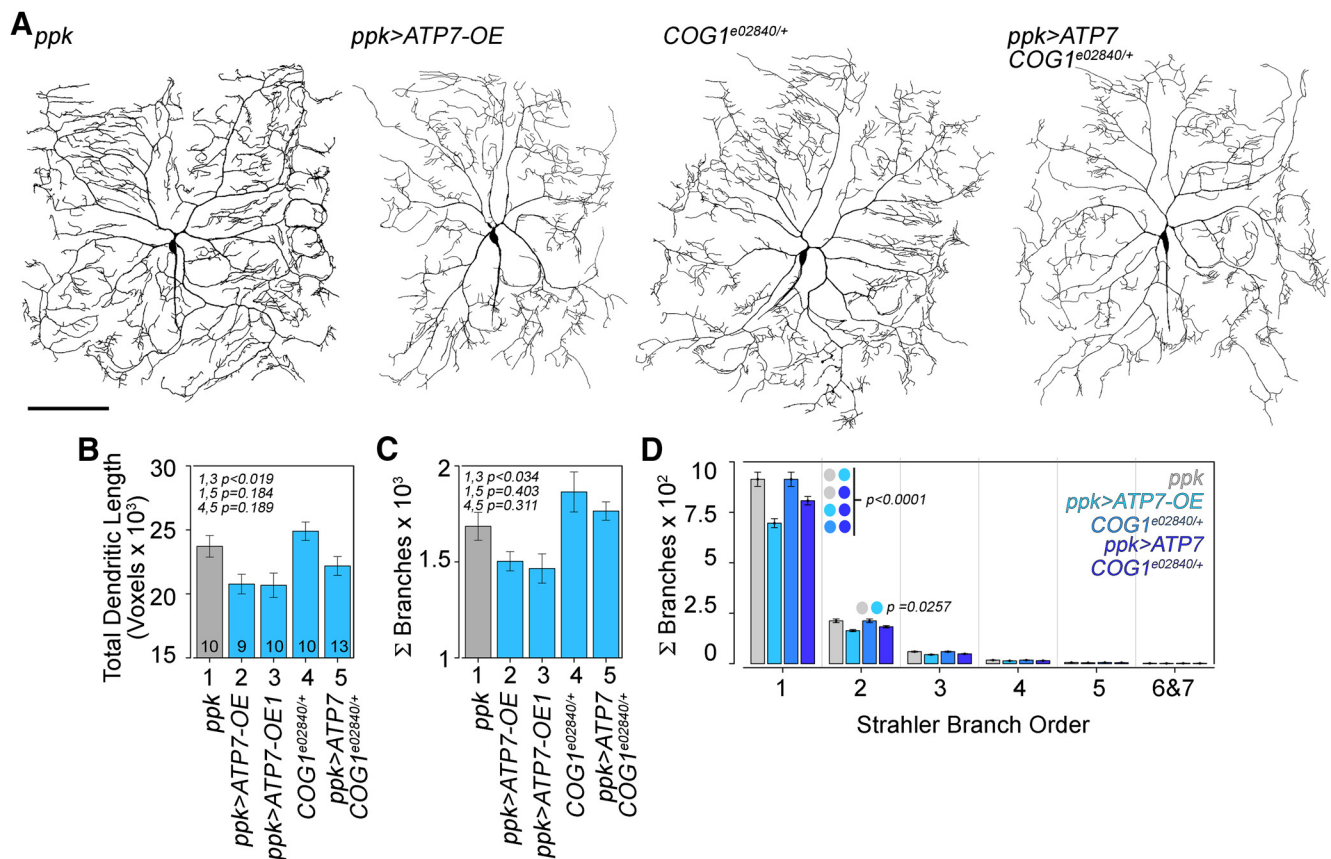 A
ppk
ppk>ATP7-OE
COG1e02840/+
ppk>ATP7
COG1e02840/+
B
Total Dendritic Length
(Voxels x 10³)
30
25
20
15
1,3 p<0.019
1,5 p=0.184
4,5 p=0.189
10 9 10 10 13
1 2 3 4 5
ppk
ppk>ATP7-OE
ppk>ATP7-OE1
COG1e02840/+
ppk>ATP7
COG1e02840/+
C
Σ Branches x 10³
2
1.5
1
1,3 p<0.034
1,5 p=0.403
4,5 p=0.311
1 2 3 4 5
ppk
ppk>ATP7-OE
ppk>ATP7-OE1
COG1e02840/+
ppk>ATP7
COG1e02840/+
D
Σ Branches x 10²
10
7.5
5
2.5
0
p<0.0001
p =0.0257
ppk
ppk>ATP7-OE
COG1e02840/+
ppk>ATP7
COG1e02840/+
1 2 3 4 5 6&7
Strahler Branch Order